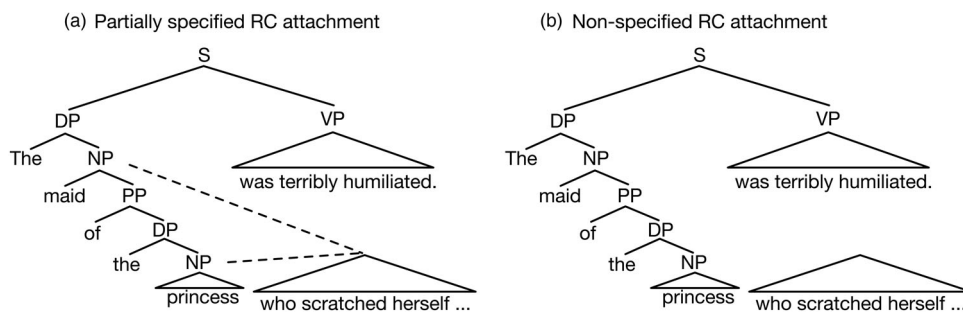 (a) Partially specified RC attachment
S
DP
VP
The
NP
was terribly humiliated.
maid
PP
of
DP
the
NP
princess
who scratched herself ...
(b) Non-specified RC attachment
S
DP
VP
The
NP
was terribly humiliated.
maid
PP
of
DP
the
NP
princess
who scratched herself ...